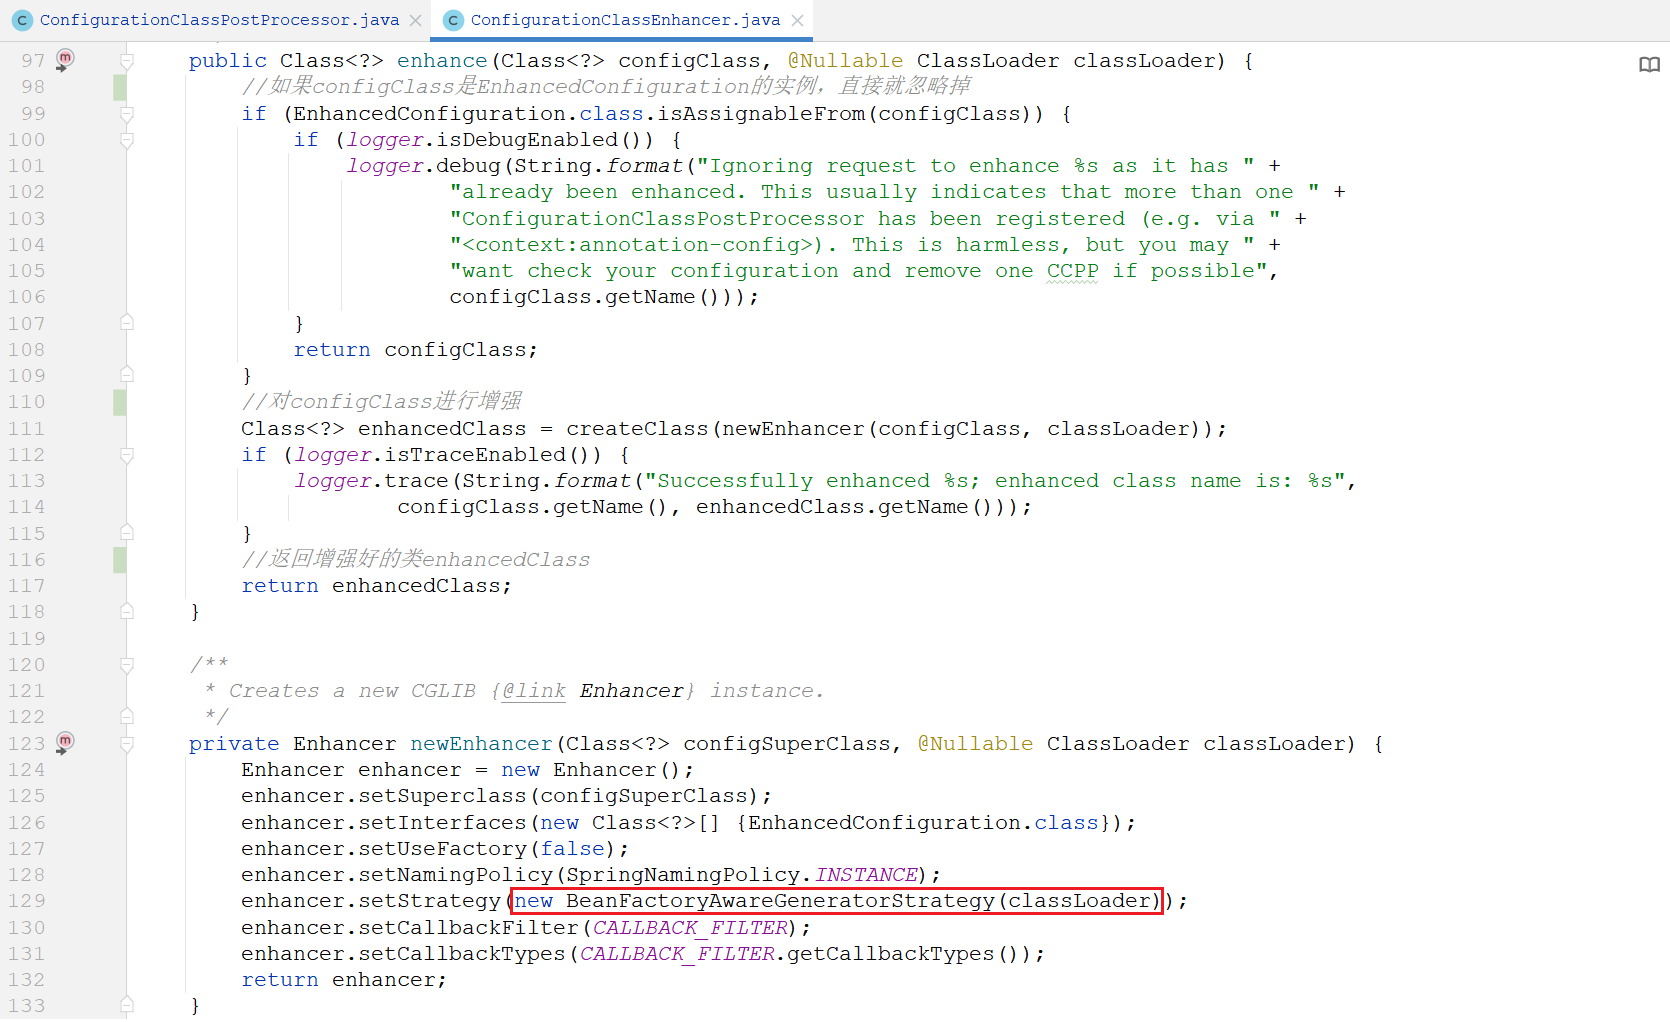 ConfigurationClassPostProcessor.java ConfigurationClassEnhancer.java
97 public Class<?> enhance(Class<?> configClass, @Nullable ClassLoader classLoader) {
98 //如果configClass是EnhancedConfiguration的实例，直接就忽略掉
99 if (EnhancedConfiguration.class.isAssignableFrom(configClass)) {
100 if (logger.isDebugEnabled()) {
101 logger.debug(String.format("Ignoring request to enhance %s as it has " +
102 "already been enhanced. This usually indicates that more than one " +
103 "ConfigurationClassPostProcessor has been registered (e.g. via " +
104 "<context:annotation-config>). This is harmless, but you may " +
105 "want check your configuration and remove one CCPP if possible",
106 configClass.getName()));
107 }
108 return configClass;
109 }
110 //对configClass进行增强
111 Class<?> enhancedClass = createClass(newEnhancer(configClass, classLoader));
112 if (logger.isTraceEnabled()) {
113 logger.trace(String.format("Successfully enhanced %s; enhanced class name is: %s",
114 configClass.getName(), enhancedClass.getName()));
115 }
116 //返回增强好的类enhancedClass
117 return enhancedClass;
118 }
119
120 /**
121 * Creates a new CGLIB {@link Enhancer} instance.
122 */
123 private Enhancer newEnhancer(Class<?> configSuperClass, @Nullable ClassLoader classLoader) {
124 Enhancer enhancer = new Enhancer();
125 enhancer.setSuperclass(configSuperClass);
126 enhancer.setInterfaces(new Class<?>[] {EnhancedConfiguration.class});
127 enhancer.setUseFactory(false);
128 enhancer.setNamingPolicy(SpringNamingPolicy.INSTANCE);
129 enhancer.setStrategy(new BeanFactoryAwareGeneratorStrategy(classLoader));
130 enhancer.setCallbackFilter(CALLBACK_FILTER);
131 enhancer.setCallbackTypes(CALLBACK_FILTER.getCallbackTypes());
132 return enhancer;
133 }